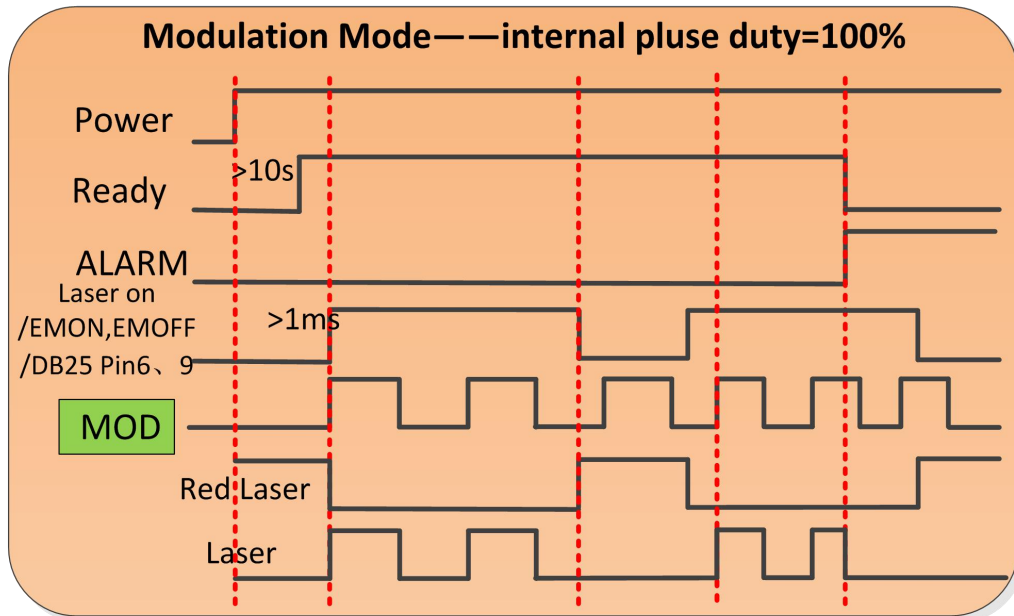 Modulation Mode——internal pluse duty=100%
Power
>10s
Ready
ALARM
Laser on
/EMON,EMOFF
>1ms
/DB25 Pin6、9
MOD
Red Laser
Laser